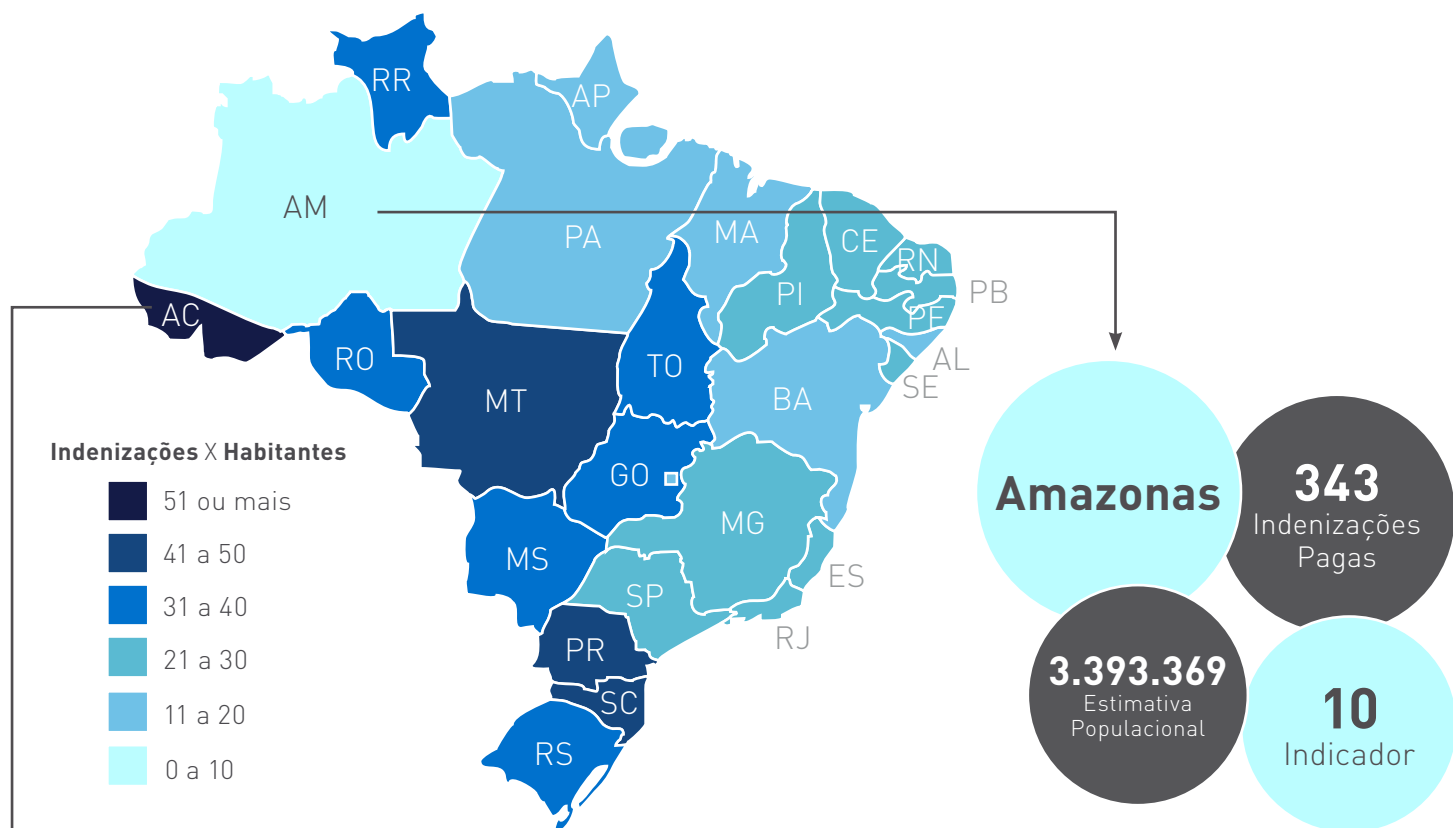 RR
AP
AM
PA
MA
CE
RN
PB
PI
PE
AC
AL
RO
TO
SE
MT
BA
Indenizações X Habitantes
51 ou mais
41 a 50
31 a 40
21 a 30
11 a 20
0 a 10
GO
MG
MS
ES
SP
RJ
PR
SC
RS
Amazonas
343
Indenizações
Pagas
3.393.369
Estimativa
Populacional
10
Indicador